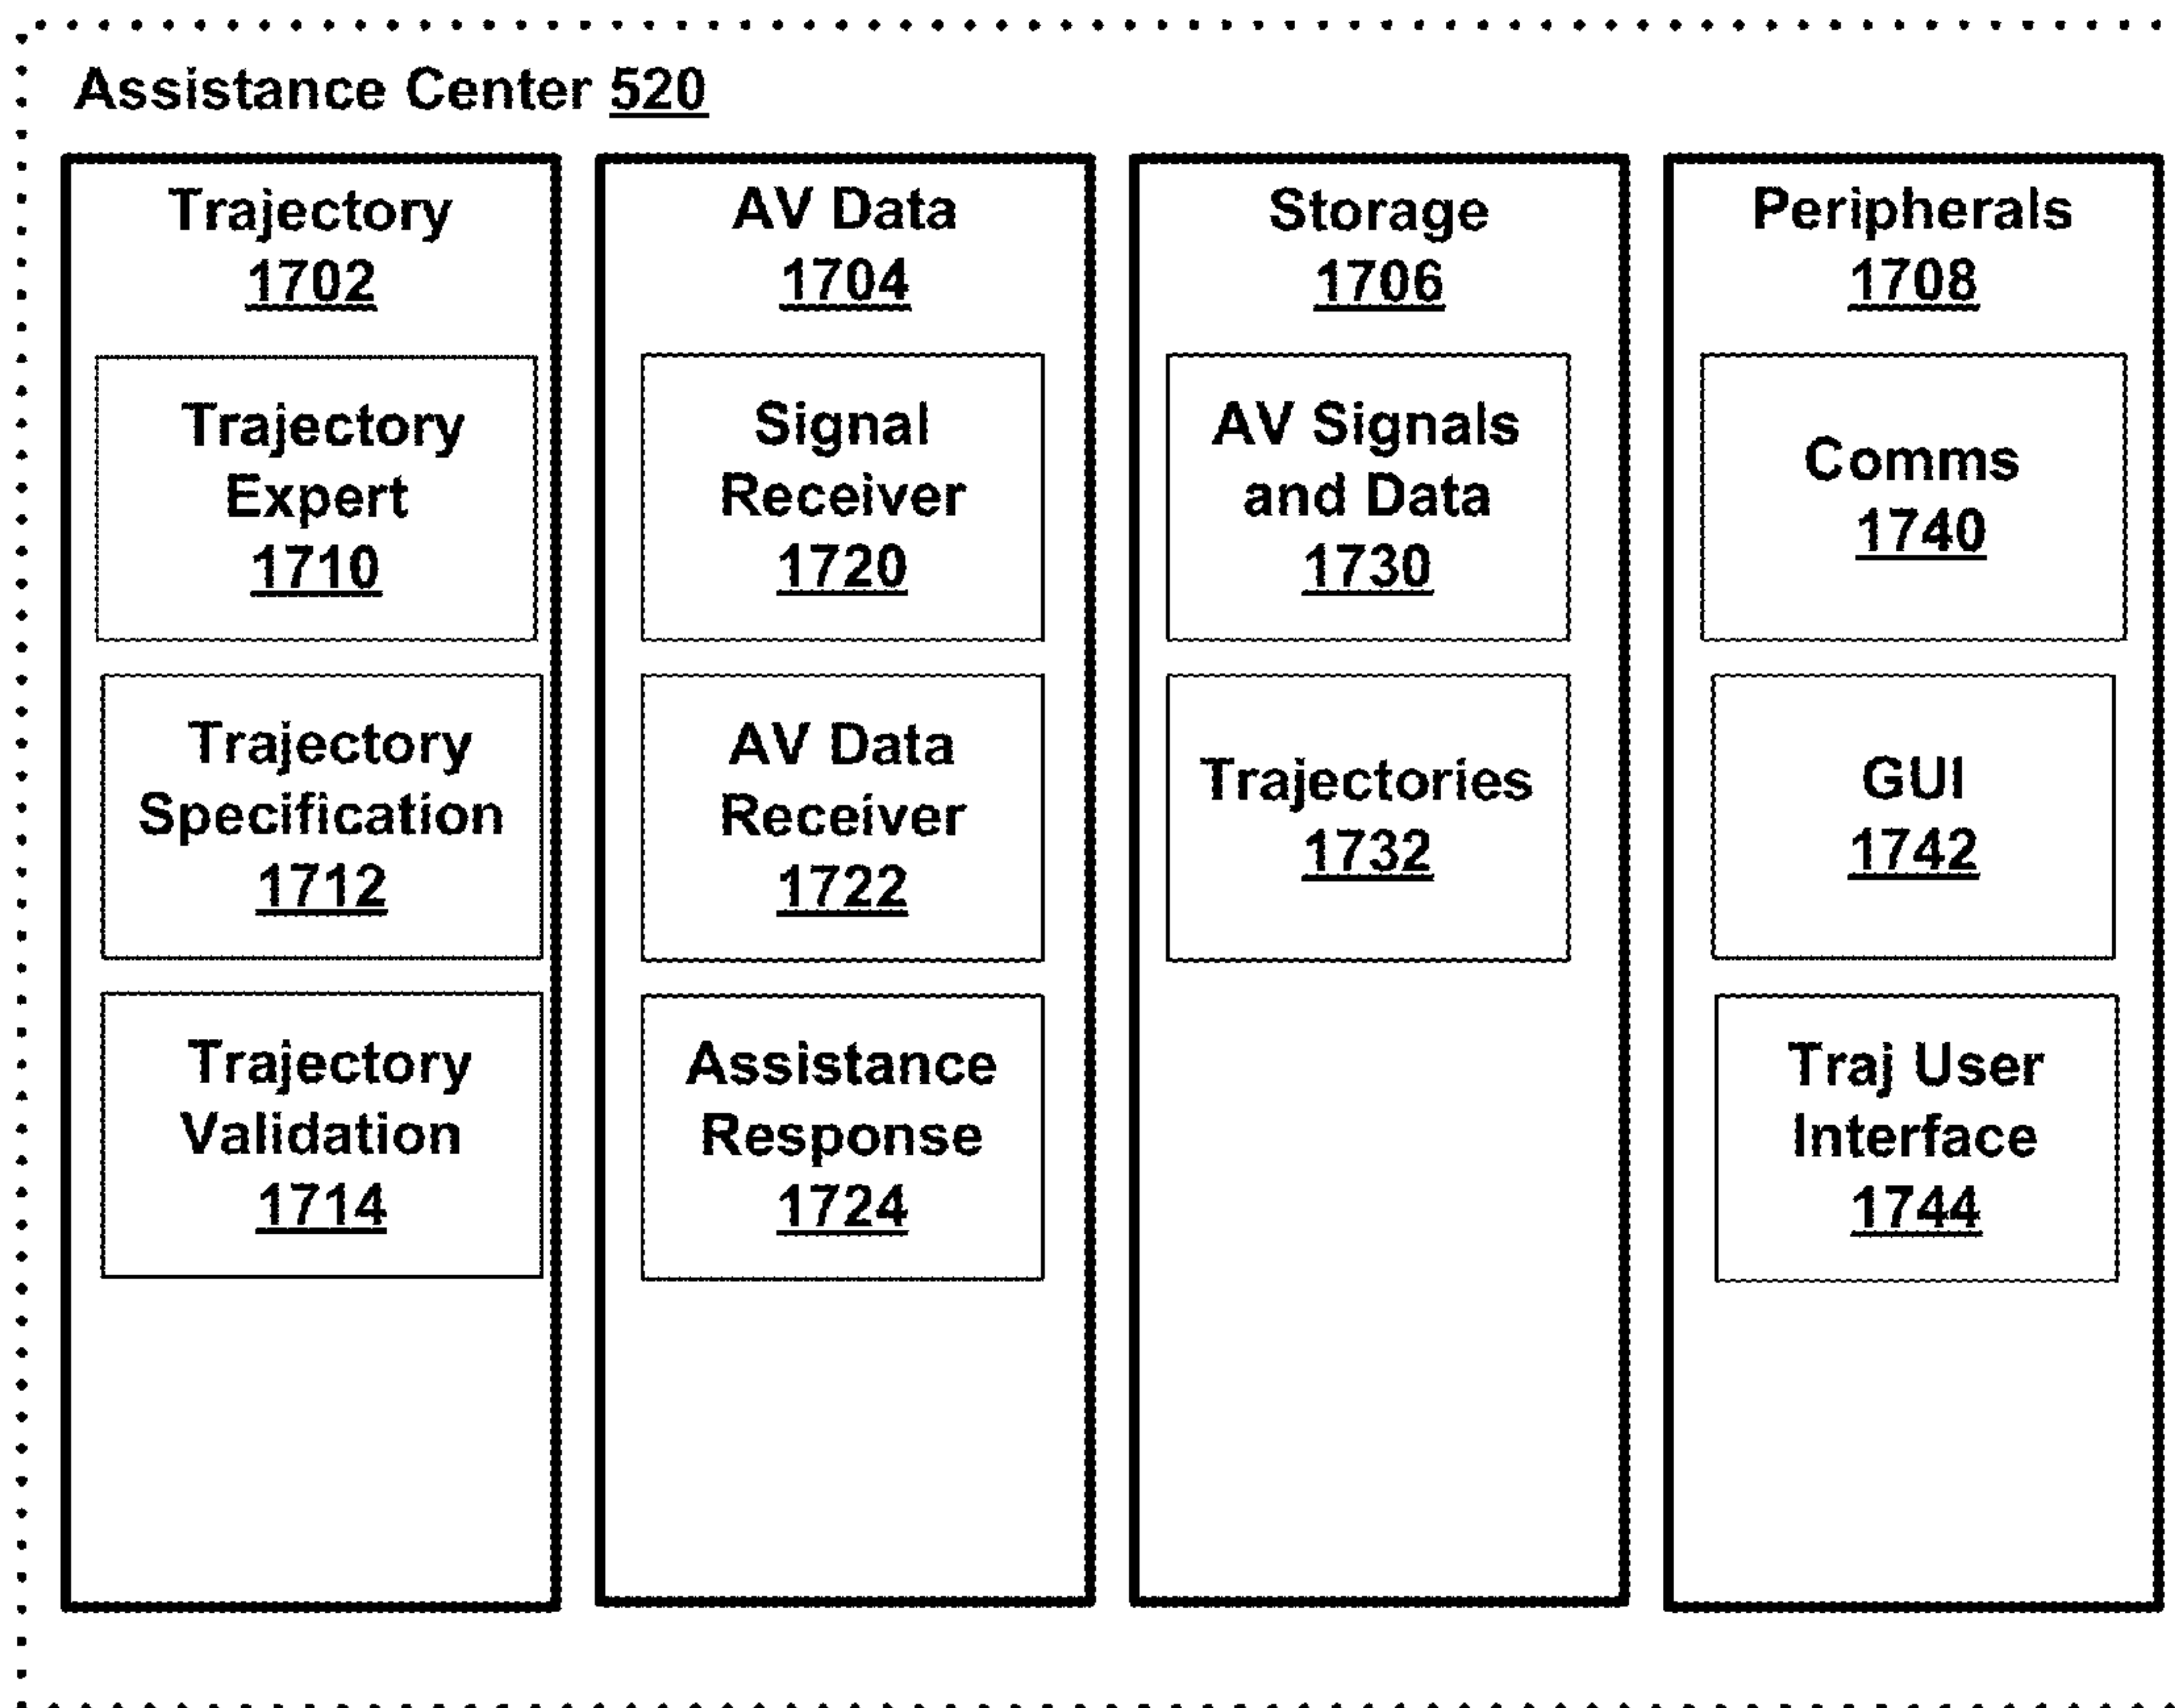 Assistance Center 520
Trajectory
1702
Trajectory
Expert
1710
Trajectory
Specification
1712
Trajectory
Validation
1714
AV Data
1704
Signal
Receiver
1720
AV Data
Receiver
1722
Assistance
Response
1724
Storage
1706
AV Signals
and Data
1730
Trajectories
1732
Peripherals
1708
Comms
1740
GUI
1742
Traj User
Interface
1744